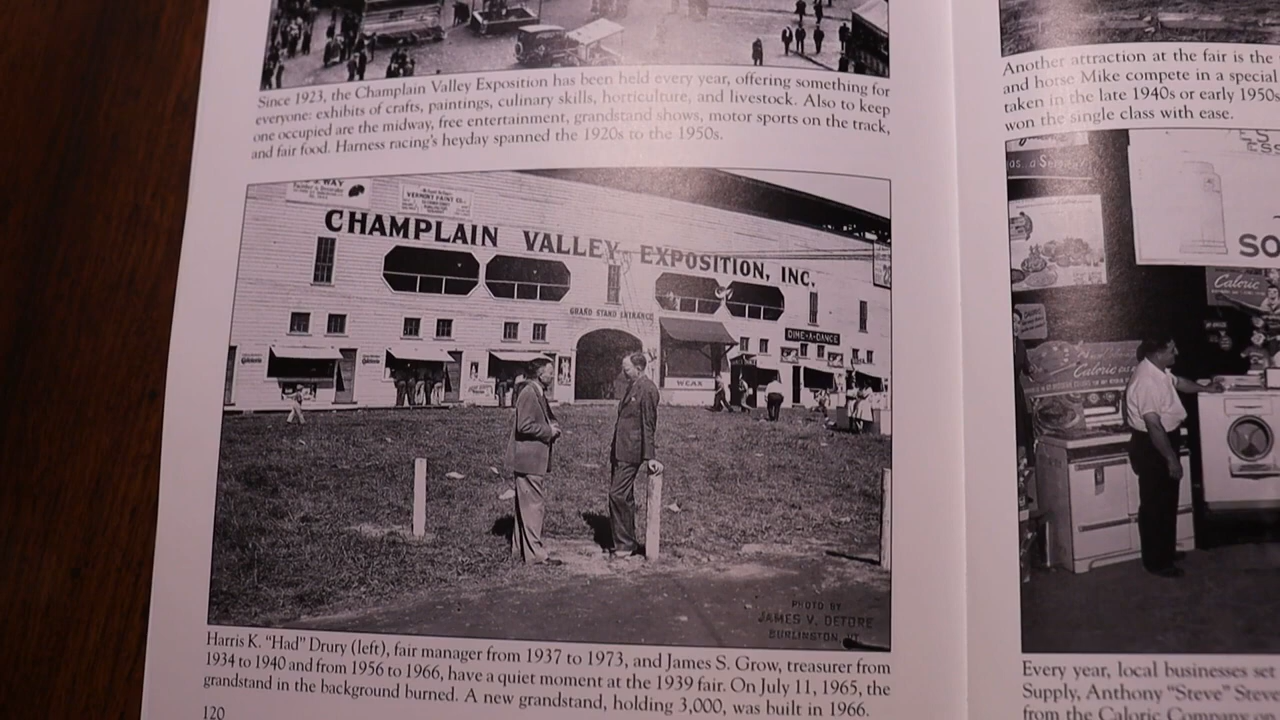 Since 1923, the Champlain Valley Exposition has been held every year, offering something for
everyone: exhibits of crafts, paintings, culinary skills, horticulture, and livestock. Also to keep
one occupied are the midway, free entertainment, grandstand shows, motor sports on the track,
and fair food. Harness racing's heyday spanned the 1920s to the 1950s.
VERMONT PAINT CO.
CHAMPLAIN VALLEY EXPOSITION, INC.
GRAND STAND ENTRANCE
DIME-A-DANCE
WCAX
PHOTO BY
JAMES V. DETORE
BURLINGTON, VT
Harris K. "Had" Drury (left), fair manager from 1937 to 1973, and James S. Grow, treasurer from
1934 to 1940 and from 1956 to 1966, have a quiet moment at the 1939 fair. On July 11, 1965, the
grandstand in the background burned. A new grandstand, holding 3,000, was built in 1966.
120
Another attraction at the fair is the
and horse Mike compete in a special
taken in the late 1940s or early 1950s
won the single class with ease.
SO
Caloric
Caloric
Every year, local businesses set
Supply, Anthony "Steve" Steve
from the Caloric Company on